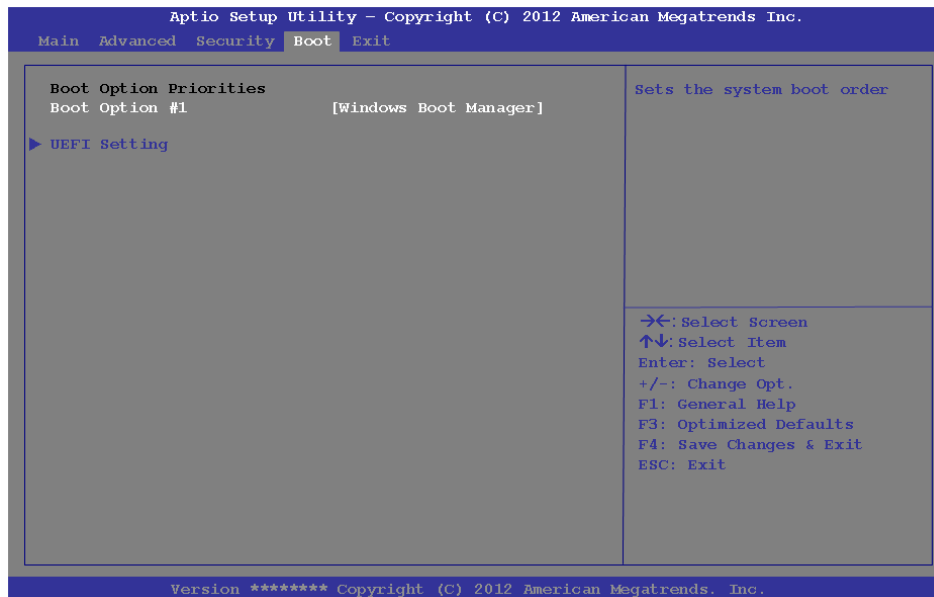 Aptio Setup Utility – Copyright (C) 2012 American Megatrends Inc.
Main Advanced Security Boot Exit
Boot Option Priorities
Boot Option #1 [Windows Boot Manager]
▶ UEFI Setting
Sets the system boot order
→←:Select Screen
↑↓:Select Item
Enter: Select
+/-: Change Opt.
F1: General Help
F3: Optimized Defaults
F4: Save Changes & Exit
ESC: Exit
Version ******** Copyright (C) 2012 American Megatrends. Inc.